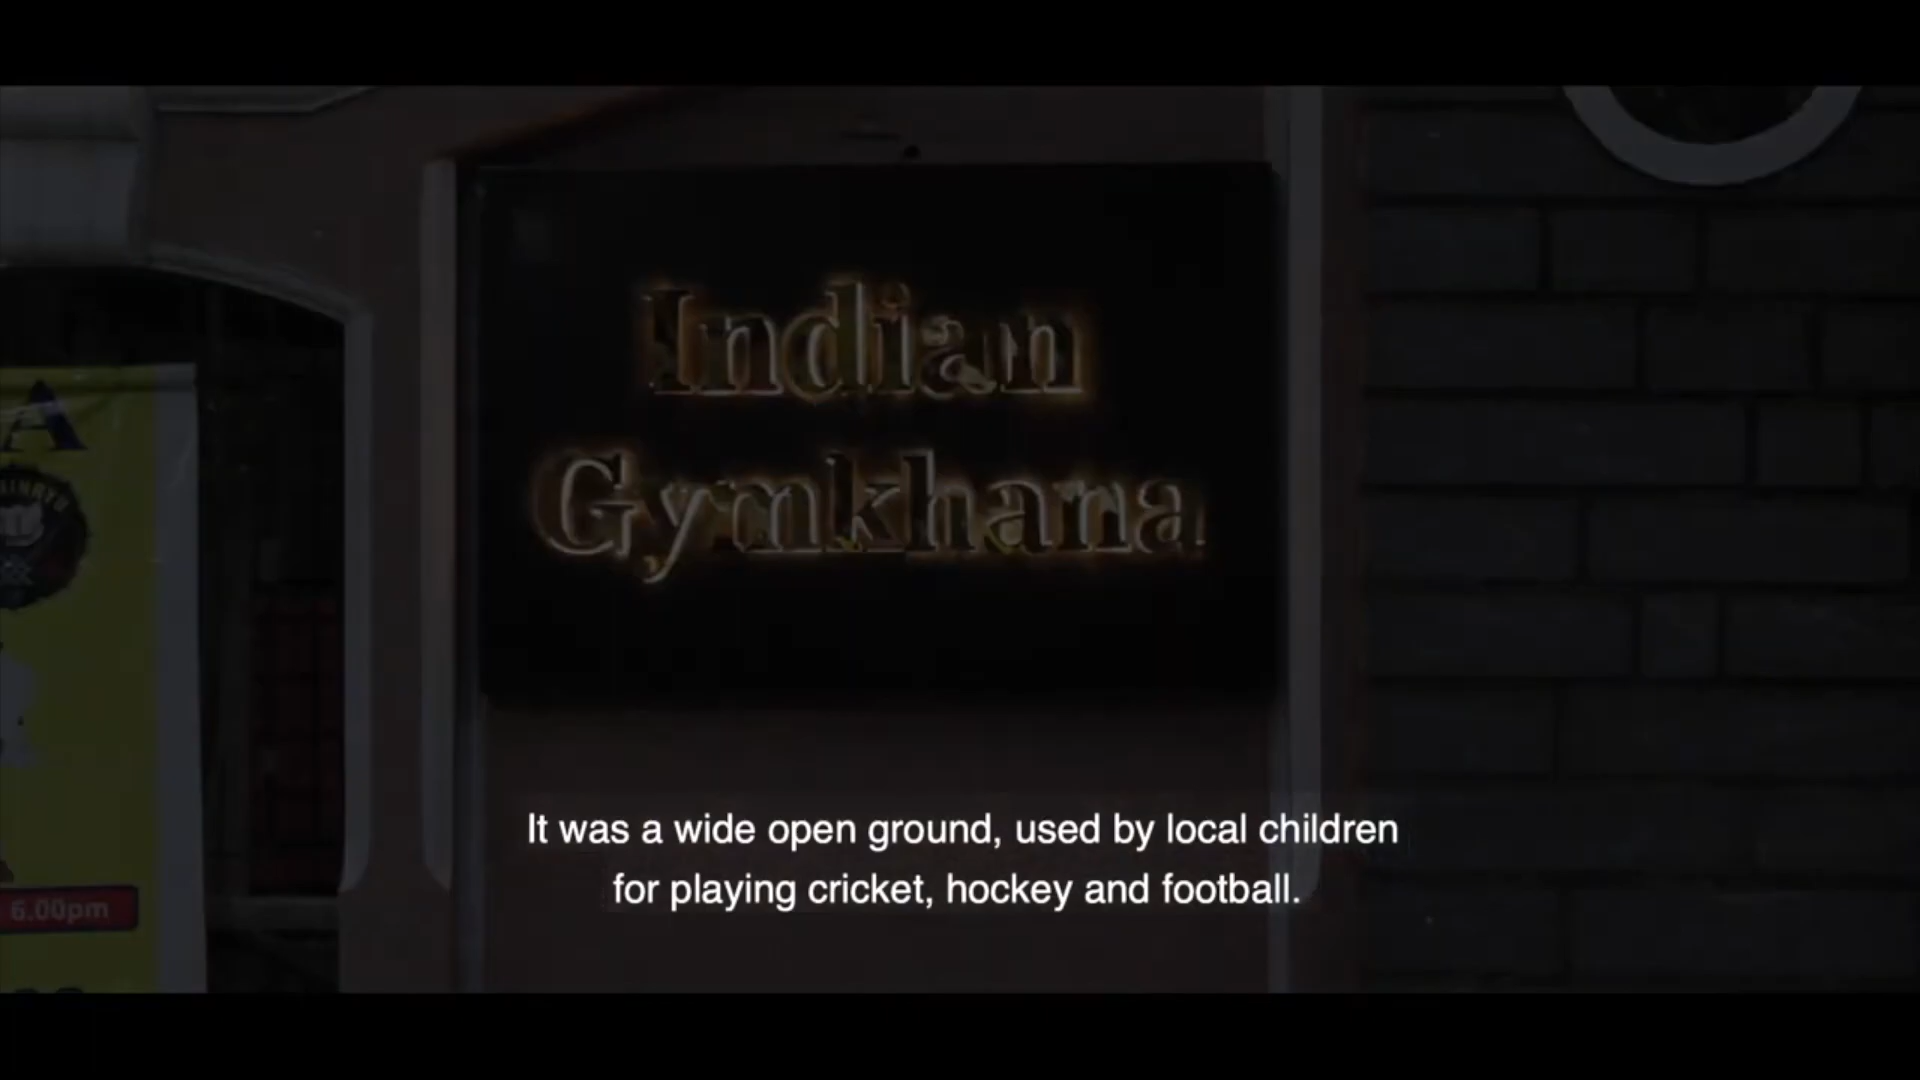 Indian
Gymkhana
A
6.00pm
It was a wide open ground, used by local children
for playing cricket, hockey and football.